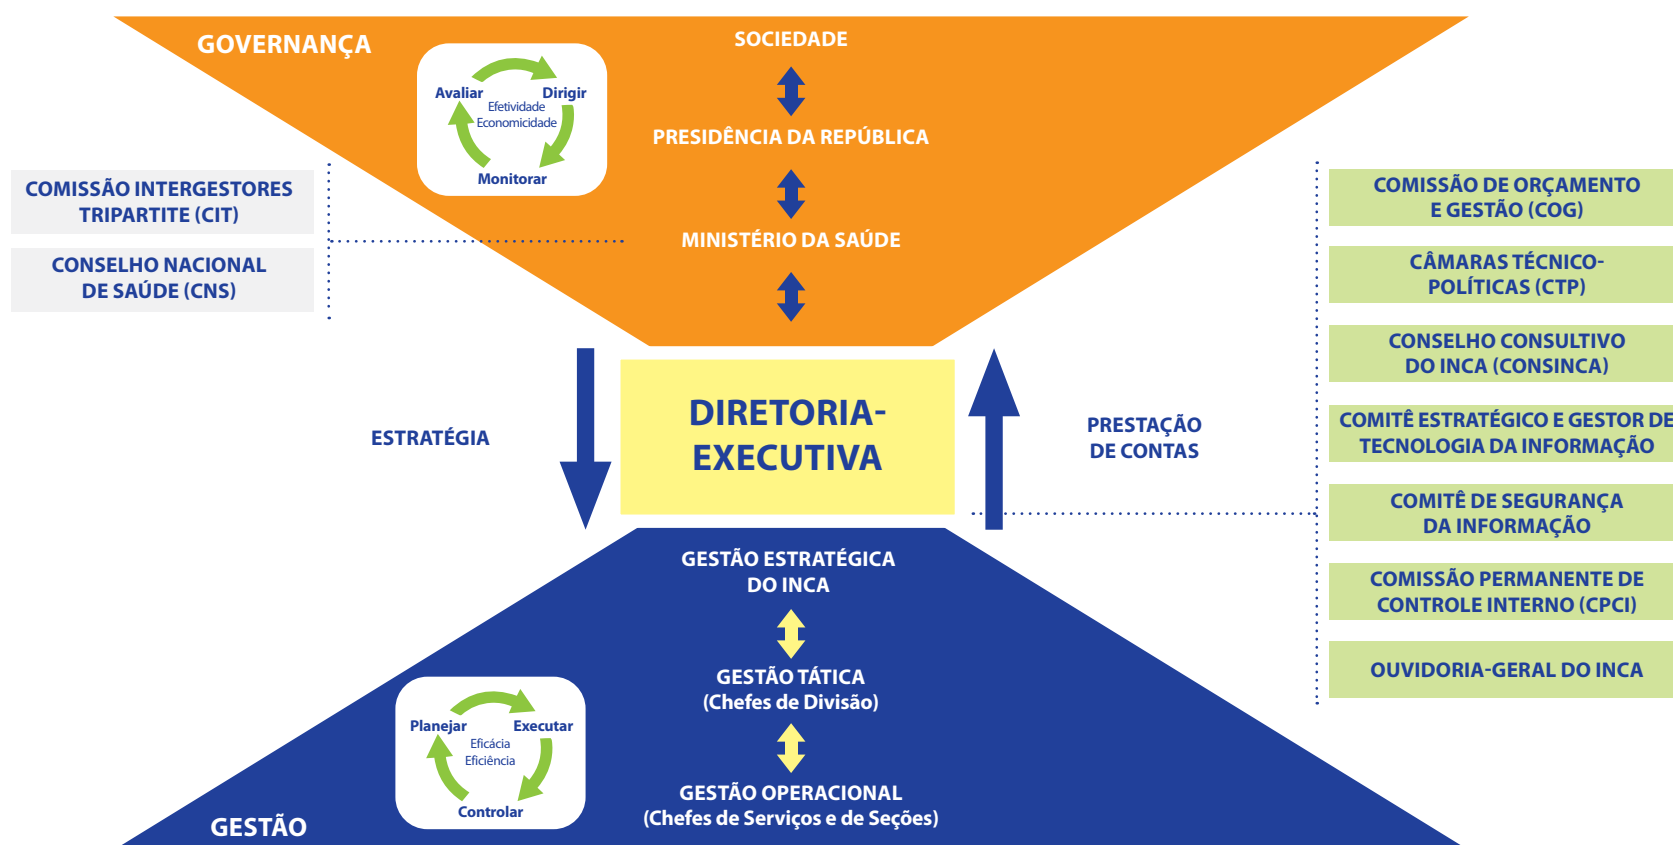 GOVERNANÇA
SOCIEDADE
Avaliar
Dirigir
Efetividade
Economicidade
Monitorar
PRESIDÊNCIA DA REPÚBLICA
MINISTÉRIO DA SAÚDE
COMISSÃO INTERGESTORES
TRIPARTITE (CIT)
CONSELHO NACIONAL
DE SAÚDE (CNS)
ESTRATÉGIA
DIRETORIA-
EXECUTIVA
PRESTAÇÃO
DE CONTAS
COMISSÃO DE ORÇAMENTO
E GESTÃO (COG)
CÂMARAS TÉCNICO-
POLÍTICAS (CTP)
CONSELHO CONSULTIVO
DO INCA (CONSINCA)
COMITÊ ESTRATÉGICO E GESTOR DE
TECNOLOGIA DA INFORMAÇÃO
COMITÊ DE SEGURANÇA
DA INFORMAÇÃO
COMISSÃO PERMANENTE DE
CONTROLE INTERNO (CPCI)
OUVIDORIA-GERAL DO INCA
GESTÃO ESTRATÉGICA
DO INCA
GESTÃO TÁTICA
(Chefes de Divisão)
GESTÃO OPERACIONAL
(Chefes de Serviços e de Seções)
Planejar
Executar
Eficácia
Eficiência
Controlar
GESTÃO